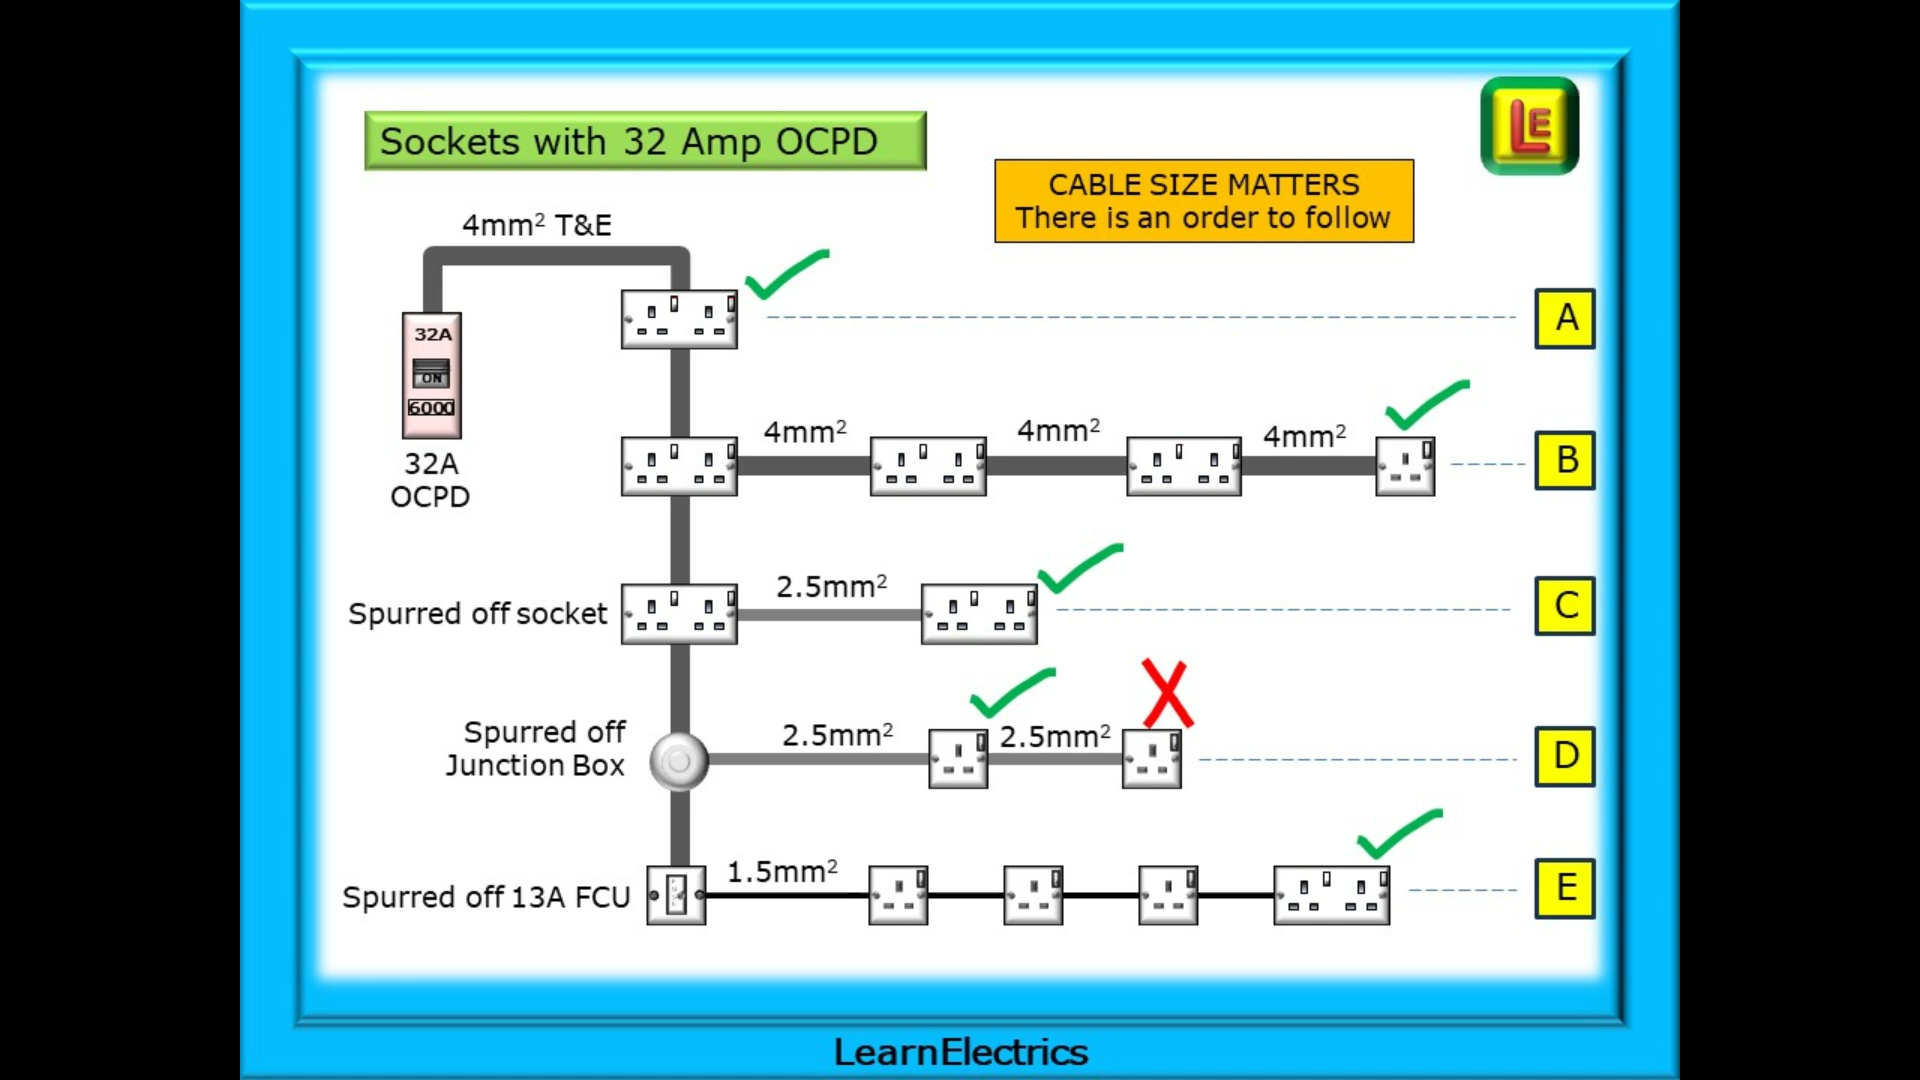 Sockets with 32 Amp OCPD
LE
CABLE SIZE MATTERS
There is an order to follow
4mm² T&E
32A
ON
6000
32A
OCPD
A
4mm²
4mm²
4mm²
B
Spurred off socket
2.5mm²
C
Spurred off
Junction Box
2.5mm²
2.5mm²
D
Spurred off 13A FCU
1.5mm²
E
LearnElectrics